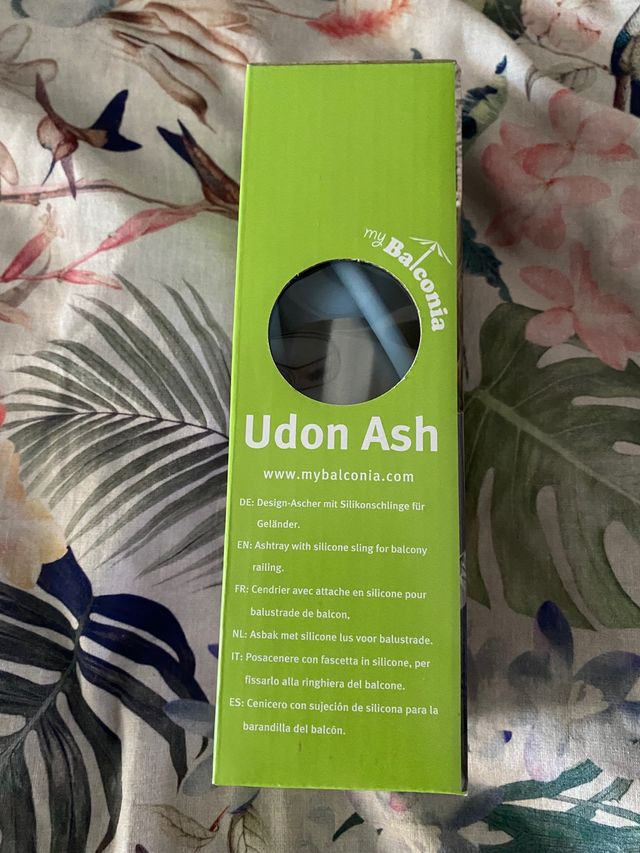 my
Balconia
Udon Ash
www.mybalconia.com
DE: Design-Ascher mit Silikonschlinge für
Geländer.
EN: Ashtray with silicone sling for balcony
railing.
FR: Cendrier avec attache en silicone pour
balustrade de balcon,
NL: Asbak met silicone lus voor balustrade.
IT: Posacenere con fascetta in silicone, per
fissarlo alla ringhiera del balcone.
ES: Cenicero con sujeción de silicona para la
barandilla del balcón.